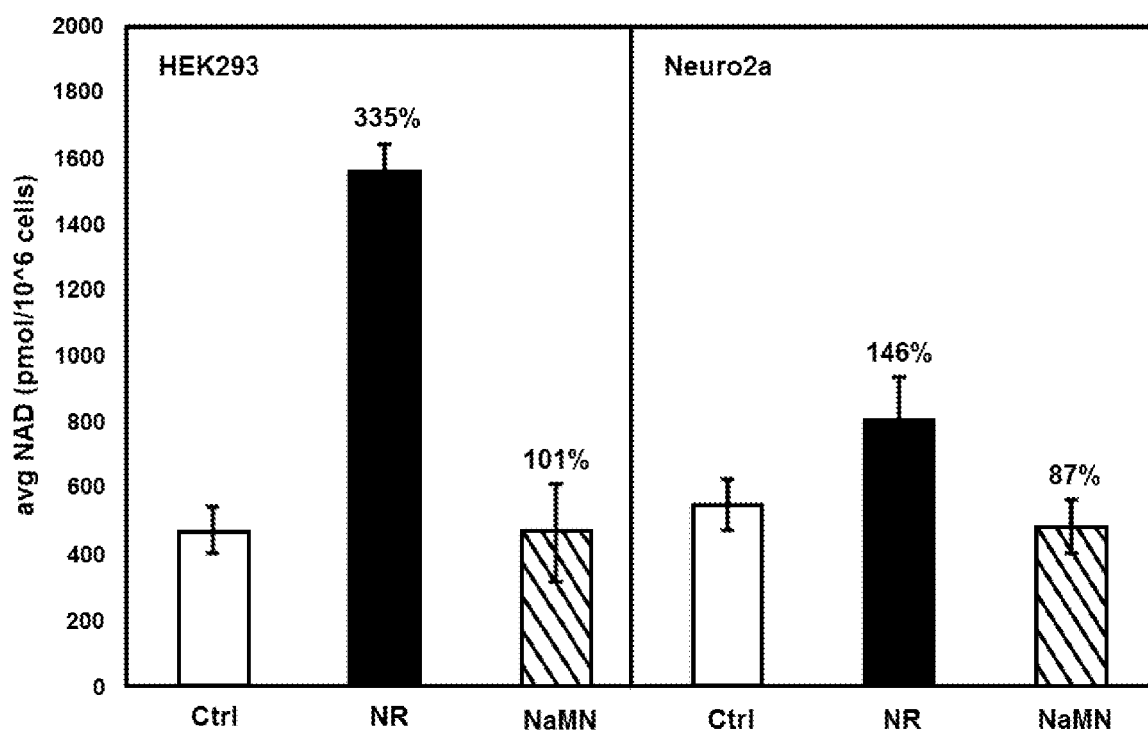 2000
1800
1600
1400
1200
1000
800
600
400
200
0
avg NAD (pmol/10^6 cells)
HEK293
335%
101%
Ctrl
NR
NaMN
Neuro2a
146%
87%
Ctrl
NR
NaMN